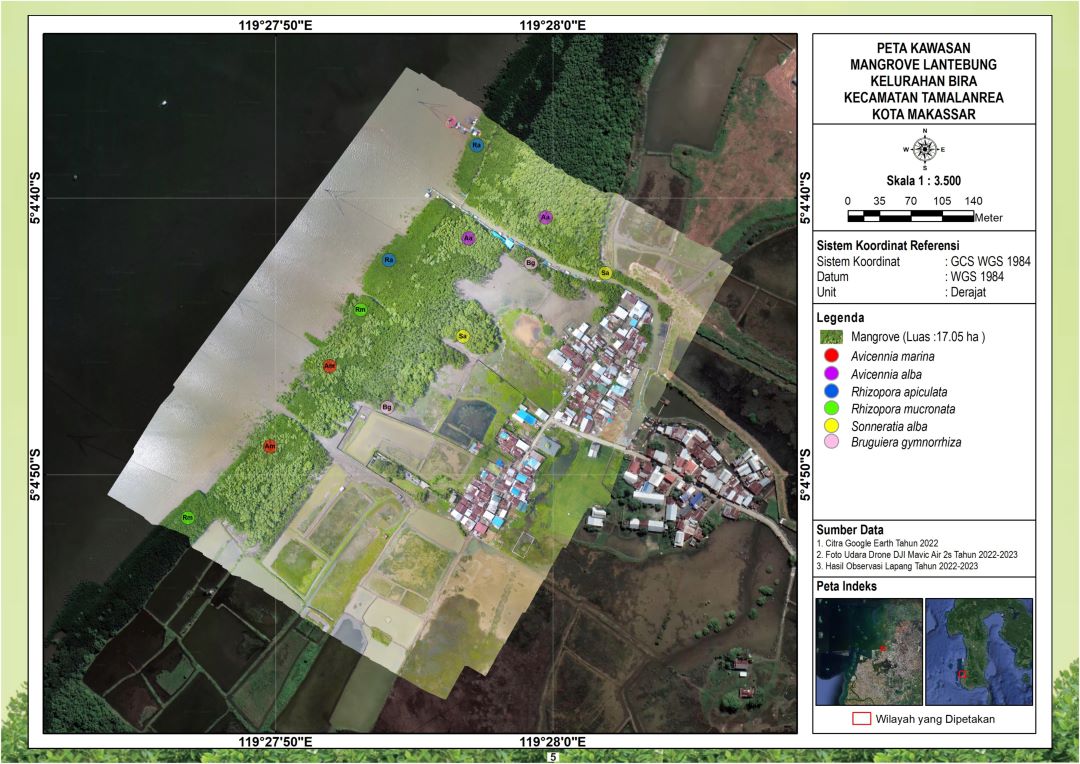 119°27'50"E
119°28'0"E
5°4'40"S
5°4'40"S
5°4'50"S
5°4'50"S
Ra
Aa
Aa
Bg
Ra
Sa
Rm
Sa
Am
Bg
Am
Rm
119°27'50"E
119°28'0"E
PETA KAWASAN
MANGROVE LANTEBUNG
KELURAHAN BIRA
KECAMATAN TAMALANREA
KOTA MAKASSAR
N
W
E
S
Skala 1 : 3.500
0 35 70 105 140
Meter
Sistem Koordinat Referensi
Sistem Koordinat : GCS WGS 1984
Datum : WGS 1984
Unit : Derajat
Legenda
Mangrove (Luas :17.05 ha )
Avicennia marina
Avicennia alba
Rhizopora apiculata
Rhizopora mucronata
Sonneratia alba
Bruguiera gymnorrhiza
Sumber Data
1. Citra Google Earth Tahun 2022
2. Foto Udara Drone DJI Mavic Air 2s Tahun 2022-2023
3. Hasil Observasi Lapang Tahun 2022-2023
Peta Indeks
Wilayah yang Dipetakan
5